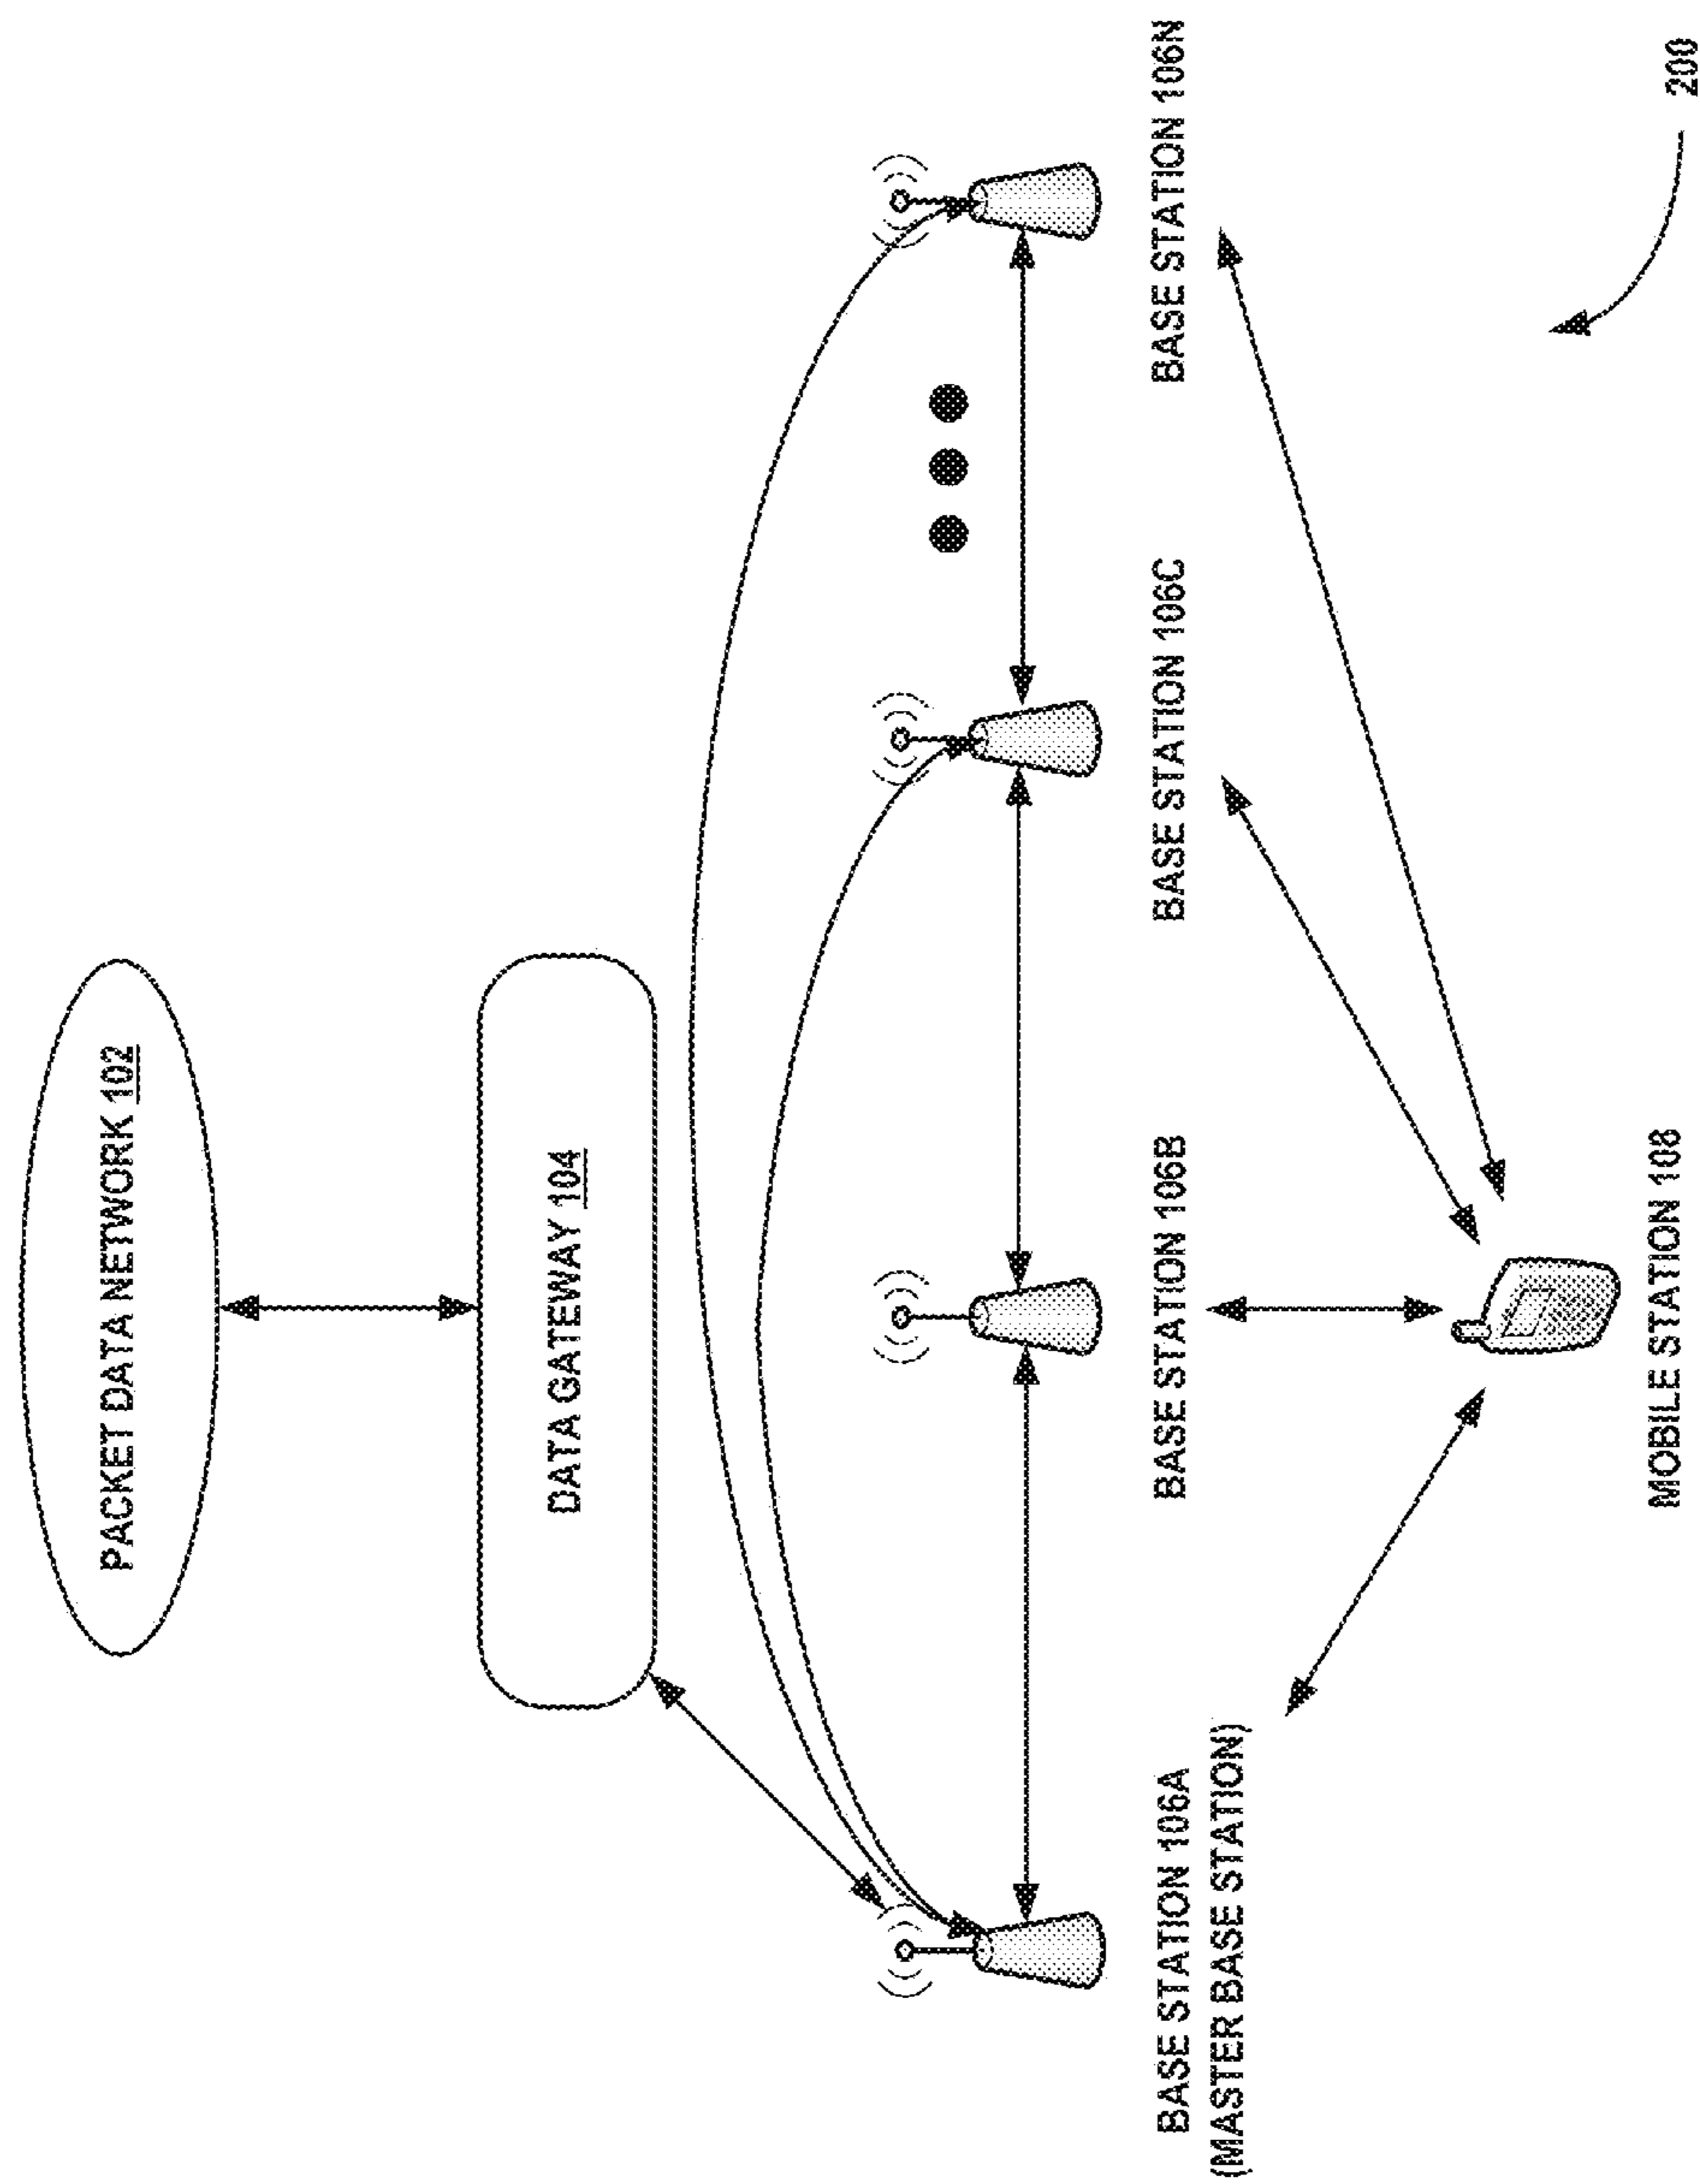 PACKET DATA NETWORK 102
DATA GATEWAY 104
BASE STATION 106A
(MASTER BASE STATION)
BASE STATION 106B
BASE STATION 106C
BASE STATION 106N
MOBILE STATION 108
200